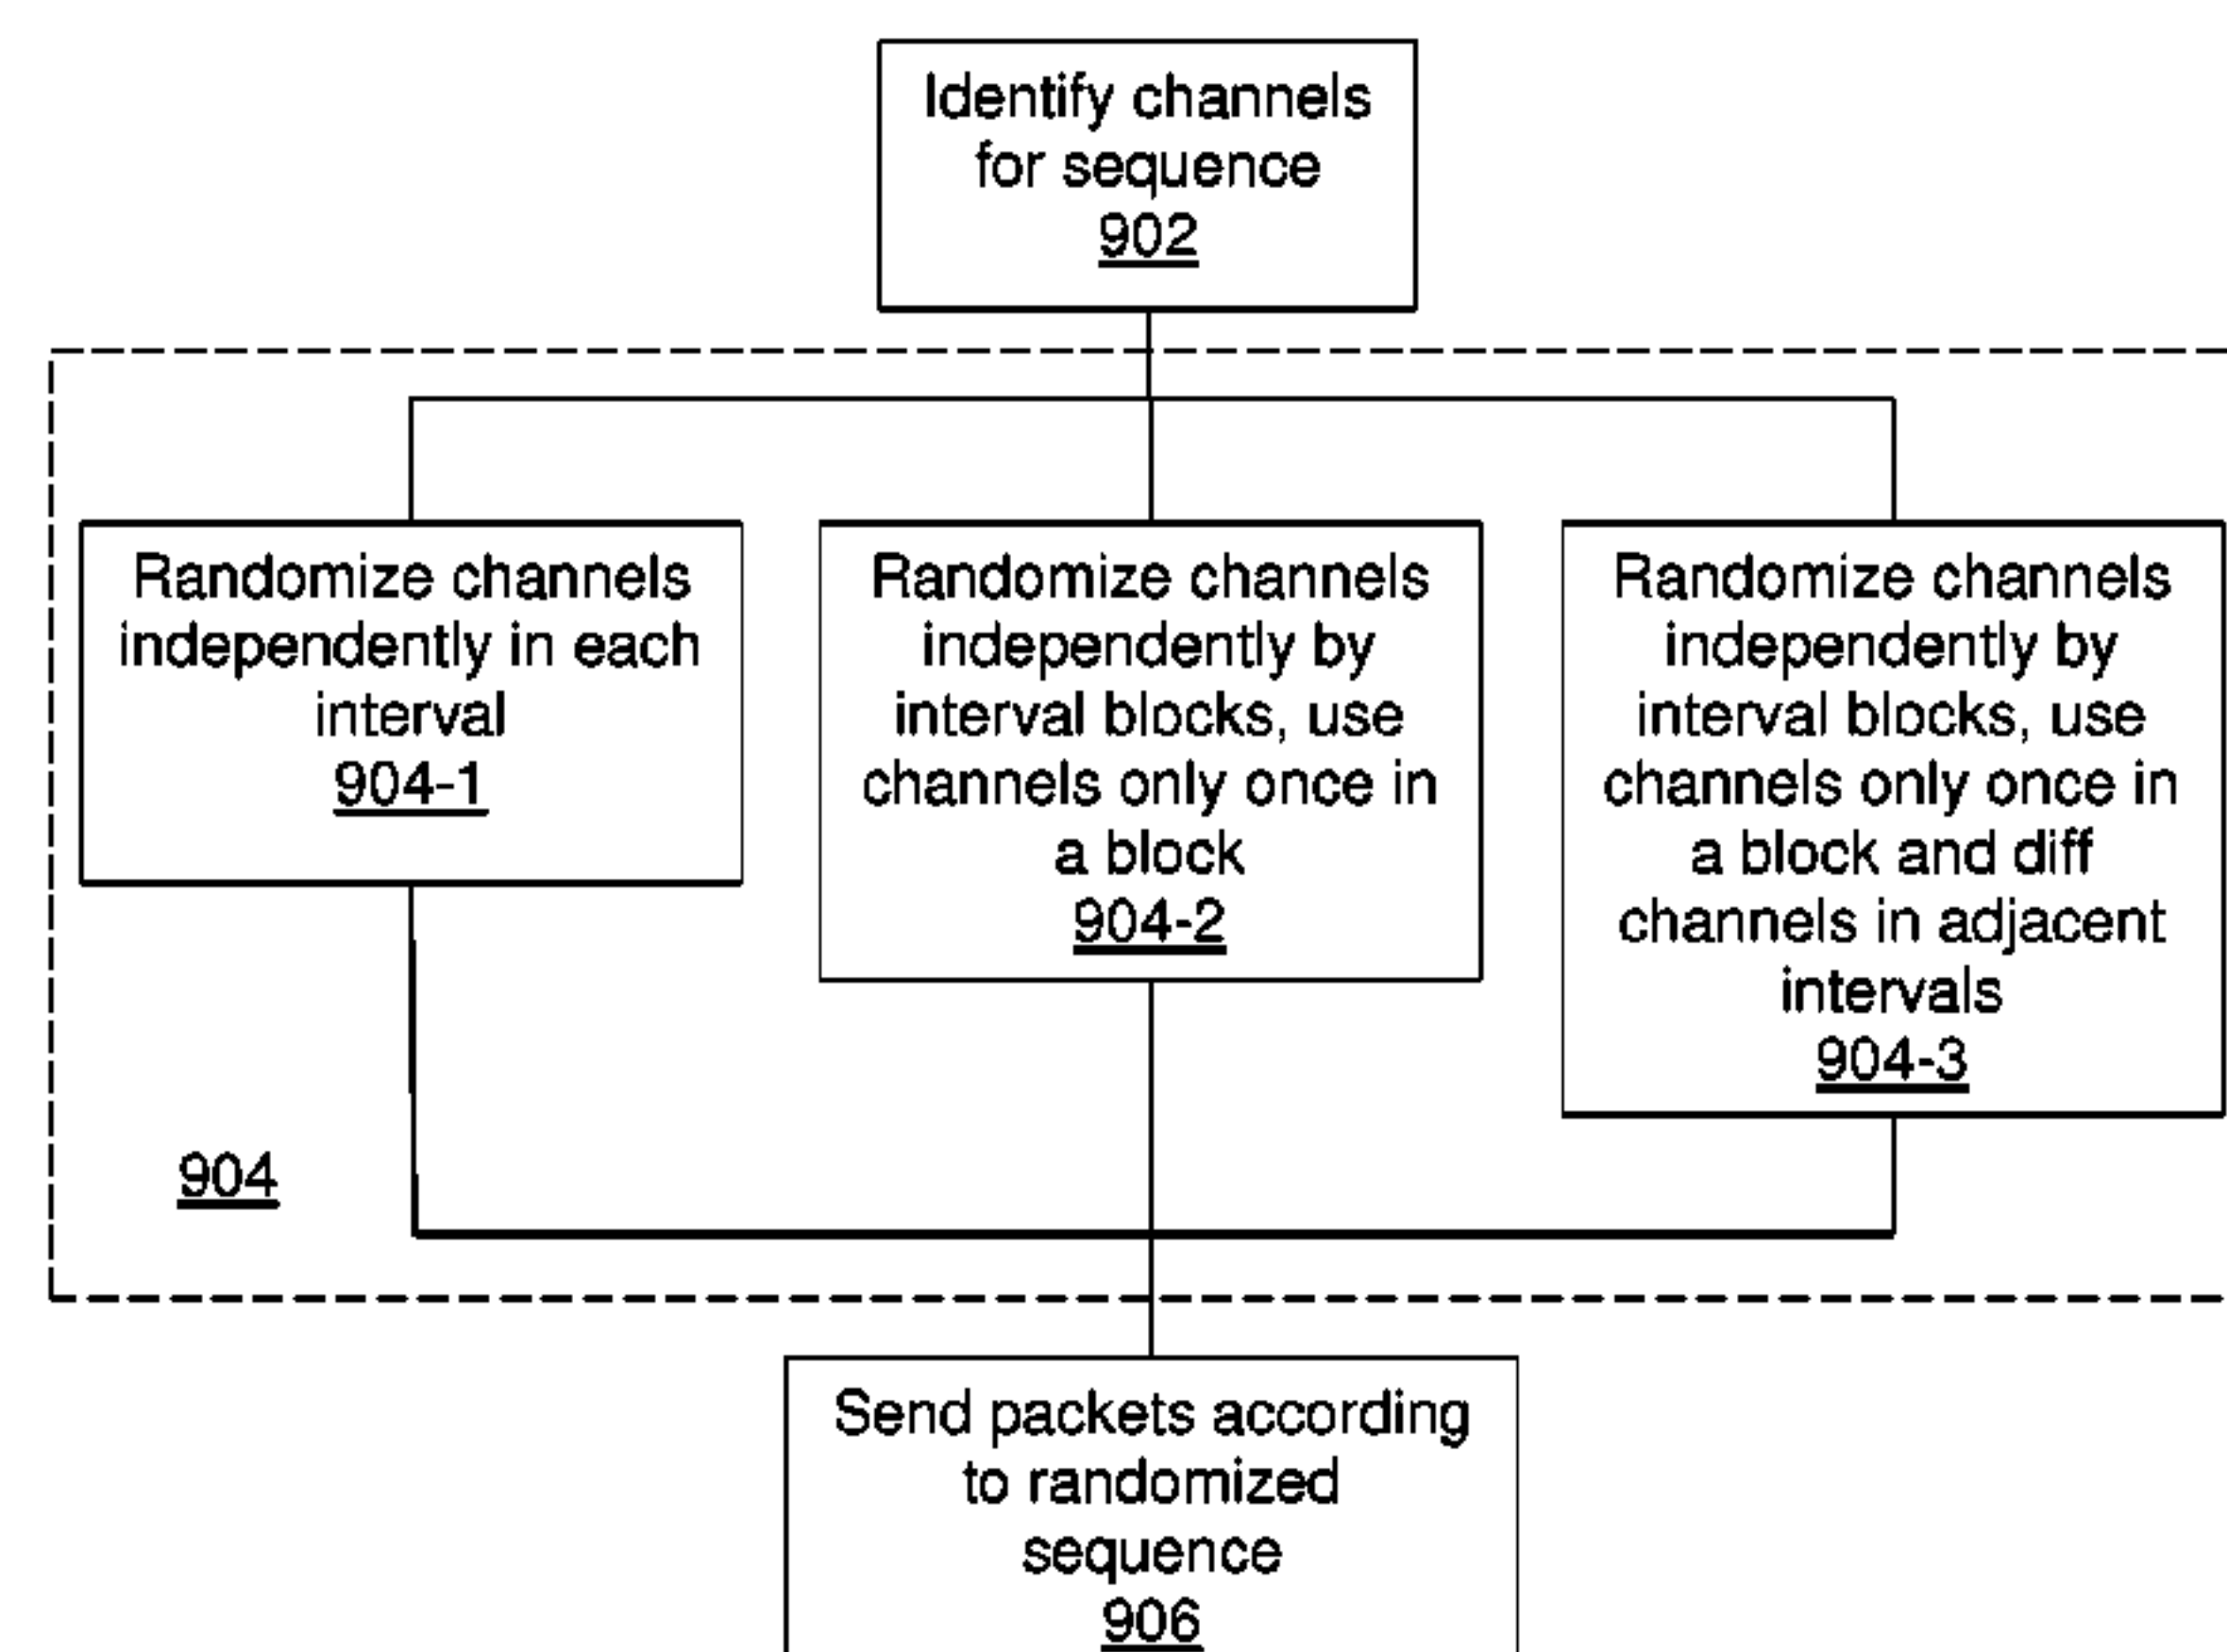 Identify channels
for sequence
902
Randomize channels
independently in each
interval
904-1
Randomize channels
independently by
interval blocks, use
channels only once in
a block
904-2
Randomize channels
independently by
interval blocks, use
channels only once in
a block and diff
channels in adjacent
intervals
904-3
904
Send packets according
to randomized
sequence
906